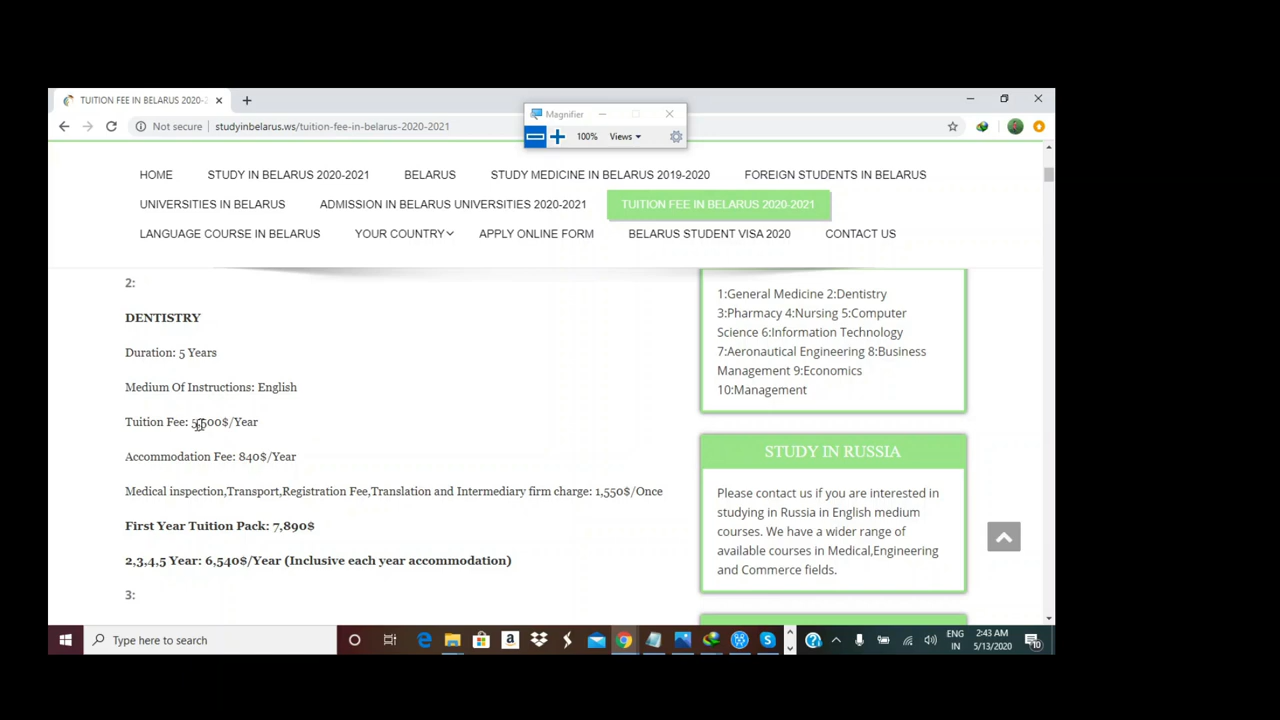 TUITION FEE IN BELARUS 2020-2
Magnifier
Not secure studyinbelarus.ws/tuition-fee-in-belarus-2020-2021
100% Views
HOME STUDY IN BELARUS 2020-2021 BELARUS STUDY MEDICINE IN BELARUS 2019-2020 FOREIGN STUDENTS IN BELARUS
UNIVERSITIES IN BELARUS ADMISSION IN BELARUS UNIVERSITIES 2020-2021 TUITION FEE IN BELARUS 2020-2021
LANGUAGE COURSE IN BELARUS YOUR COUNTRY APPLY ONLINE FORM BELARUS STUDENT VISA 2020 CONTACT US
2:
DENTISTRY
Duration: 5 Years
Medium Of Instructions: English
Tuition Fee:
Accommodation Fee: 840$/Year
Medical inspection,Transport,Registration Fee,Translation and Intermediary firm charge: 1,550$/Once
First Year Tuition Pack: 7,890$
2,3,4,5 Year: 6,540$/Year (Inclusive each year accommodation)
3:
1:General Medicine 2:Dentistry
3:Pharmacy 4:Nursing 5:Computer
Science 6:Information Technology
7:Aeronautical Engineering 8:Business
Management 9:Economics
10:Management
STUDY IN RUSSIA
Please contact us if you are interested in
studying in Russia in English medium
courses. We have a wider range of
available courses in Medical,Engineering
and Commerce fields.
Type here to search
ENG
IN
2:43 AM
5/13/2020
10